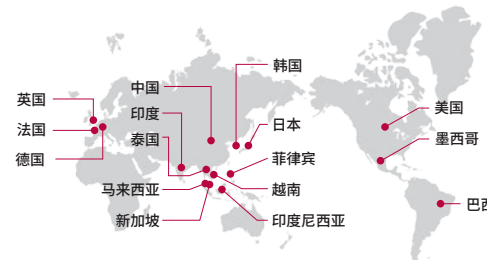 韩国
中国
英国
印度
美国
法国
日本
泰国
墨西哥
德国
菲律宾
马来西亚
越南
巴西
新加坡
印度尼西亚